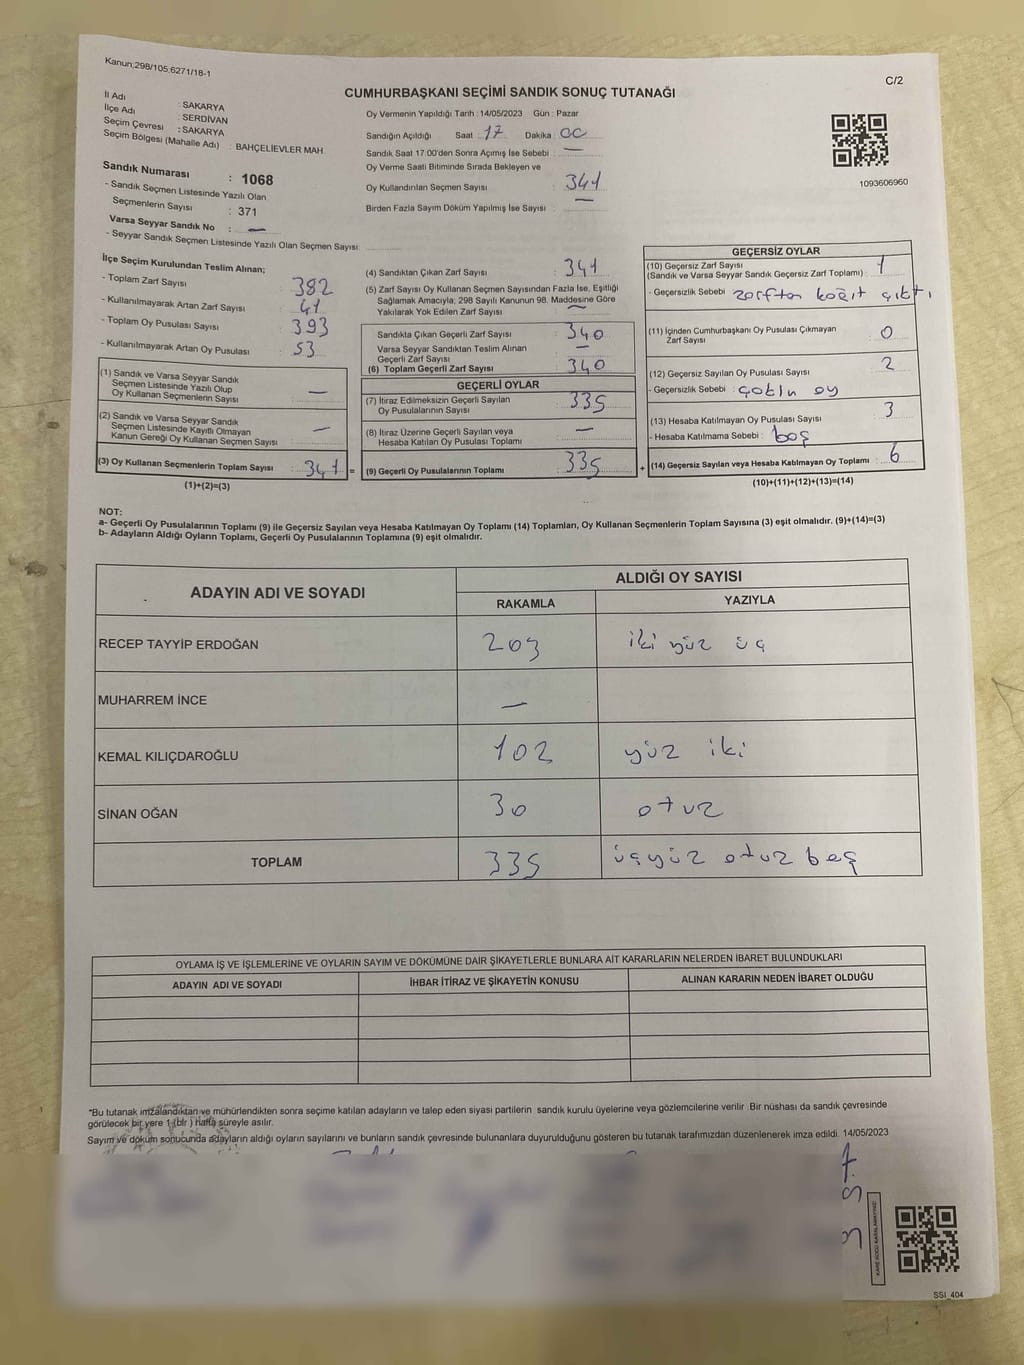 Kanun;298/105;6271/18-1
C/2
CUMHURBAŞKANI SEÇİMİ SANDIK SONUÇ TUTANAĞI
İl Adı : SAKARYA
İlçe Adı : SERDİVAN
Seçim Çevresi : SAKARYA
Seçim Bölgesi (Mahalle Adı) : BAHÇELİEVLER MAH.
Sandık Numarası : 1068
- Sandık Seçmen Listesinde Yazılı Olan
Seçmenlerin Sayısı : 371
Varsa Seyyar Sandık No : —
- Seyyar Sandık Seçmen Listesinde Yazılı Olan Seçmen Sayısı:
Oy Vermenin Yapıldığı Tarih : 14/05/2023 Gün : Pazar
Sandığın Açıldığı Saat : 17 Dakika : 00
Sandık Saat 17.00'den Sonra Açımış İse Sebebi : —
Oy Verme Saati Bitiminde Sırada Bekleyen ve
Oy Kullandırılan Seçmen Sayısı : 341
Birden Fazla Sayım Döküm Yapılmış İse Sayısı : —
1093606960
İlçe Seçim Kurulundan Teslim Alınan;
- Toplam Zarf Sayısı : 382
- Kullanılmayarak Artan Zarf Sayısı : 41
- Toplam Oy Pusulası Sayısı : 393
- Kullanılmayarak Artan Oy Pusulası : 53
(1) Sandık ve Varsa Seyyar Sandık
Seçmen Listesinde Yazılı Olup
Oy Kullanan Seçmenlerin Sayısı : —
(2) Sandık ve Varsa Seyyar Sandık
Seçmen Listesinde Kayıtlı Olmayan
Kanun Gereği Oy Kullanan Seçmen Sayısı : —
(3) Oy Kullanan Seçmenlerin Toplam Sayısı : 341 =
(1)+(2)=(3)
(4) Sandıktan Çıkan Zarf Sayısı : 341
(5) Zarf Sayısı Oy Kullanan Seçmen Sayısından Fazla İse, Eşitliği
Sağlamak Amacıyla; 298 Sayılı Kanunun 98. Maddesine Göre
Yakılarak Yok Edilen Zarf Sayısı : —
Sandıkta Çıkan Geçerli Zarf Sayısı : 340
Varsa Seyyar Sandıktan Teslim Alınan
Geçerli Zarf Sayısı : —
(6) Toplam Geçerli Zarf Sayısı : 340
GEÇERLİ OYLAR
(7) İtiraz Edilmeksizin Geçerli Sayılan
Oy Pusulalarının Sayısı : 335
(8) İtiraz Üzerine Geçerli Sayılan veya
Hesaba Katılan Oy Pusulası Toplamı : —
(9) Geçerli Oy Pusulalarının Toplamı : 335 +
GEÇERSİZ OYLAR
(10) Geçersiz Zarf Sayısı
(Sandık ve Varsa Seyyar Sandık Geçersiz Zarf Toplamı) : 1
- Geçersizlik Sebebi : zarftan kağıt çıktı
(11) İçinden Cumhurbaşkanı Oy Pusulası Çıkmayan
Zarf Sayısı : 0
(12) Geçersiz Sayılan Oy Pusulası Sayısı : 2
- Geçersizlik Sebebi : çoklu oy
(13) Hesaba Katılmayan Oy Pusulası Sayısı : 3
- Hesaba Katılmama Sebebi : boş
(14) Geçersiz Sayılan veya Hesaba Katılmayan Oy Toplamı : 6
(10)+(11)+(12)+(13)=(14)
NOT:
a- Geçerli Oy Pusulalarının Toplamı (9) ile Geçersiz Sayılan veya Hesaba Katılmayan Oy Toplamı (14) Toplamları, Oy Kullanan Seçmenlerin Toplam Sayısına (3) eşit olmalıdır. (9)+(14)=(3)
b- Adayların Aldığı Oyların Toplamı, Geçerli Oy Pusulalarının Toplamına (9) eşit olmalıdır.
ADAYIN ADI VE SOYADI ALDIĞI OY SAYISI
RAKAMLA YAZIYLA
RECEP TAYYİP ERDOĞAN 203 iki yüz üç
MUHARREM İNCE —
KEMAL KILIÇDAROĞLU 102 yüz iki
SİNAN OĞAN 30 otuz
TOPLAM 335 üçyüz otuz beş
OYLAMA İŞ VE İŞLEMLERİNE VE OYLARIN SAYIM VE DÖKÜMÜNE DAİR ŞİKAYETLERLE BUNLARA AİT KARARLARIN NELERDEN İBARET BULUNDUKLARI
ADAYIN ADI VE SOYADI İHBAR İTİRAZ VE ŞİKAYETİN KONUSU ALINAN KARARIN NEDEN İBARET OLDUĞU
*Bu tutanak imzalandıktan ve mühürlendikten sonra seçime katılan adayların ve talep eden siyasi partilerin sandık kurulu üyelerine veya gözlemcilerine verilir. Bir nüshası da sandık çevresinde
görülecek bir yere 1 (bir) hafta süreyle asılır.
Sayım ve döküm sonucunda adayların aldığı oyların sayılarını ve bunların sandık çevresinde bulunanlara duyurulduğunu gösteren bu tutanak tarafımızdan düzenlenerek imza edildi. 14/05/2023
KARE KODU KARALAMAYINIZ!
SSI_404